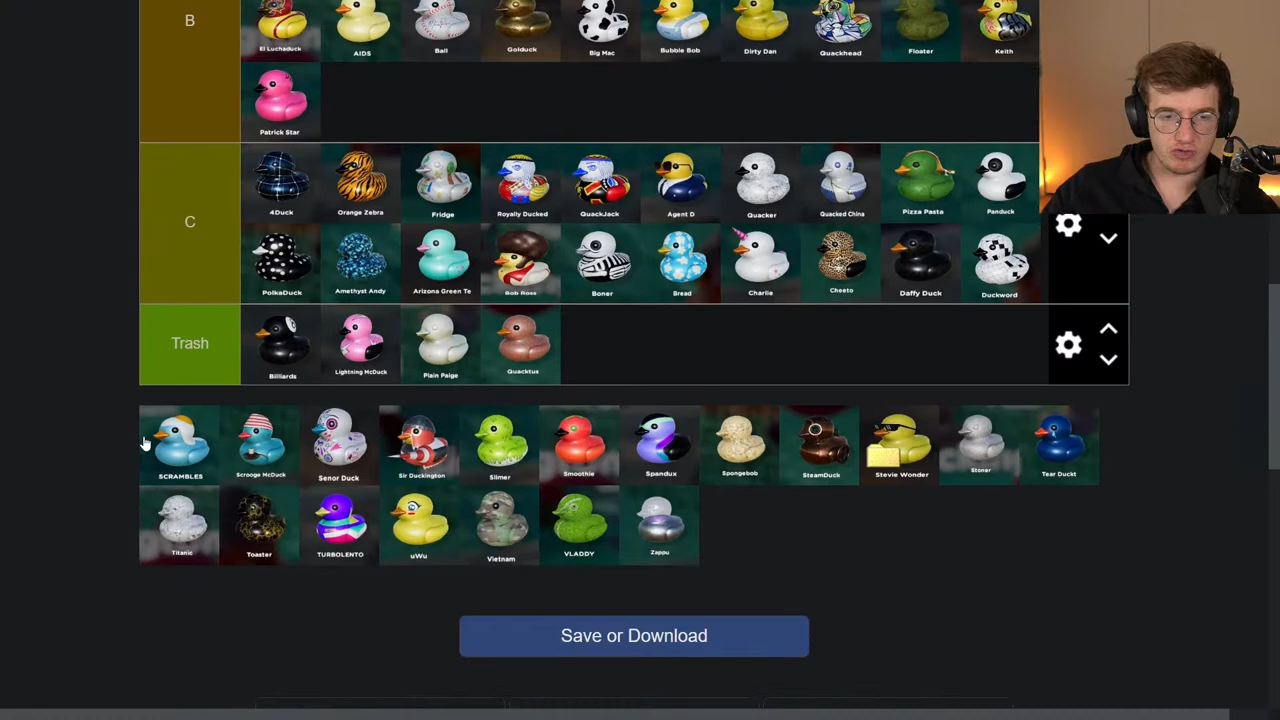 B
El Luchaduck AIDS Ball Golduck Big Mac Bubble Bob Dirty Dan Quackhead Floater Keith
Patrick Star
C
4Duck Orange Zebra Fridge Royally Ducked QuackJack Agent D Quacker Quacked China Pizza Pasta Panduck
PolkaDuck Amethyst Andy Arizona Green Te Bob Ross Boner Bread Charlie Cheeto Daffy Duck Duckword
Trash
Billiards Lightning McDuck Plain Paige Quacktus
SCRAMBLES Scrooge McDuck Senor Duck Sir Duckington Slimer Smoothie Spandux Spongebob SteamDuck Stevie Wonder Stoner Tear Duckt
Titanic Toaster TURBOLENTO uWu Vietnam VLADDY Zappu
Save or Download